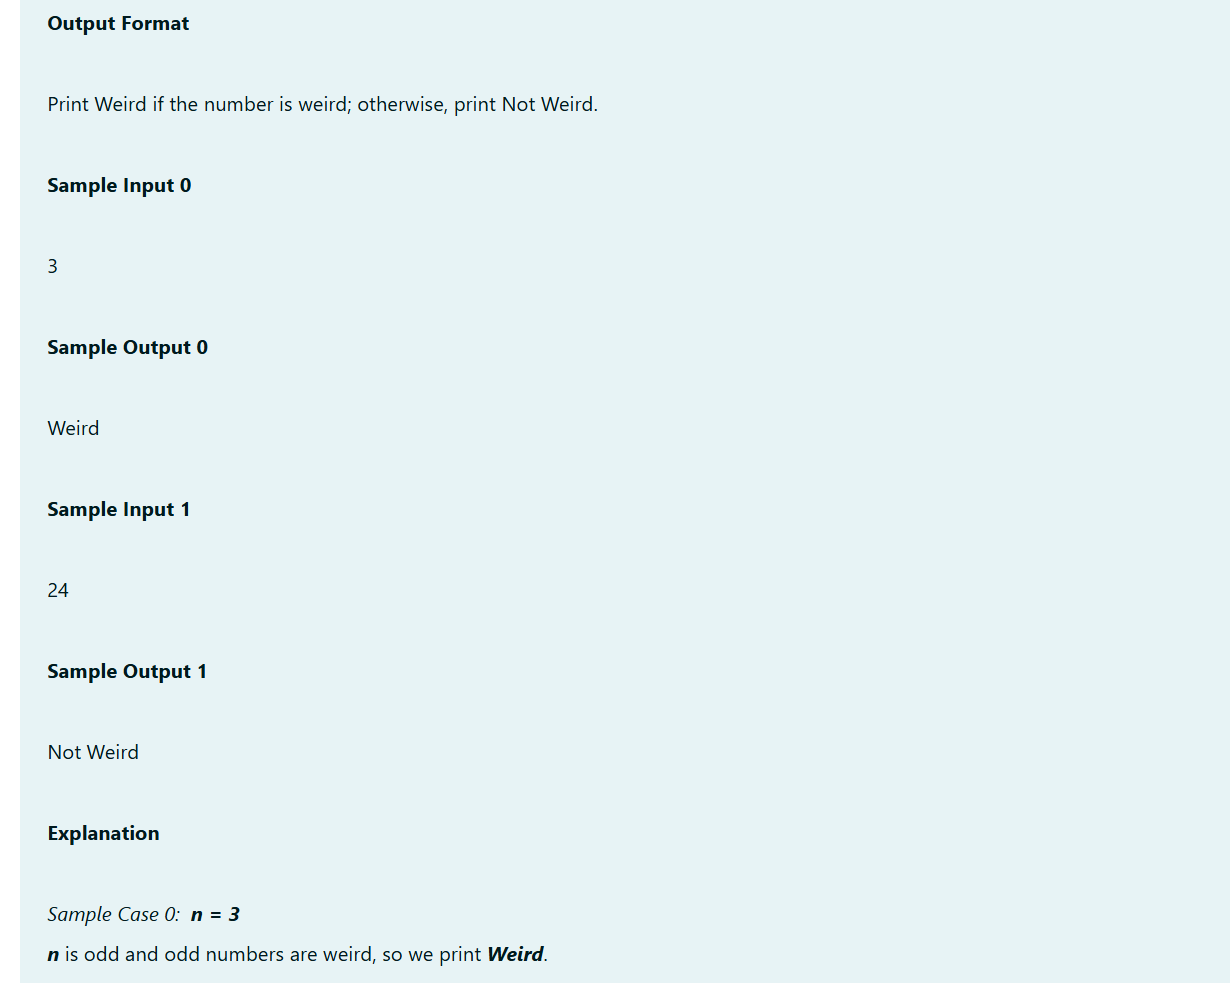 Output Format
Print Weird if the number is weird; otherwise, print Not Weird.
Sample Input 0
3
Sample Output 0
Weird
Sample Input 1
24
Sample Output 1
Not Weird
Explanation
Sample Case 0: n = 3
n is odd and odd numbers are weird, so we print Weird.